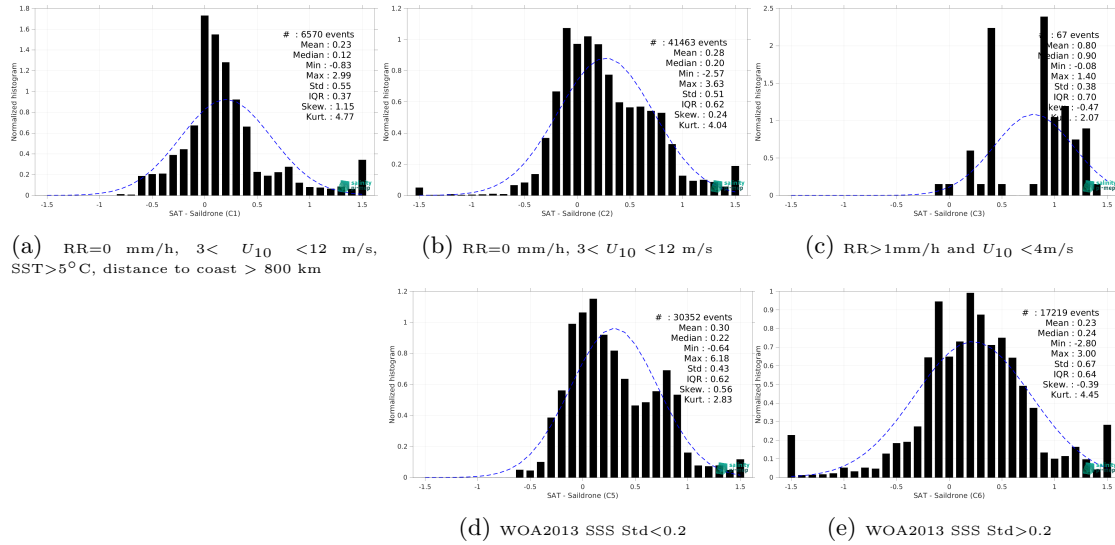 1.8
1.6
1.4
1.2
1
0.8
0.6
0.4
0.2
0
Normalized histogram
# : 6570 events
Mean : 0.23
Median : 0.12
Min : -0.83
Max : 2.99
Std : 0.55
IQR : 0.37
Skew. : 1.15
Kurt. : 4.77
-1.5 -1 -0.5 0 0.5 1 1.5
SAT - Saildrone (C1)
(a) RR=0 mm/h, 3< U10 <12 m/s,
SST>5°C, distance to coast > 800 km
1.2
1
0.8
0.6
0.4
0.2
0
Normalized histogram
# : 41463 events
Mean : 0.28
Median : 0.20
Min : -2.57
Max : 3.63
Std : 0.51
IQR : 0.62
Skew. : 0.24
Kurt. : 4.04
-1.5 -1 -0.5 0 0.5 1 1.5
SAT - Saildrone (C2)
(b) RR=0 mm/h, 3< U10 <12 m/s
2.5
2
1.5
1
0.5
0
Normalized histogram
: 67 events
Mean : 0.80
Median : 0.90
Min : -0.08
Max : 1.40
Std : 0.38
IQR : 0.70
-0.47
: 2.07
-1.5 -1 -0.5 0 0.5 1 1.5
SAT - Saildrone (C3)
(c) RR>1mm/h and U10 <4m/s
1.2
1
0.8
0.6
0.4
0.2
0
Normalized histogram
# : 30352 events
Mean : 0.30
Median : 0.22
Min : -0.64
Max : 6.18
Std : 0.43
IQR : 0.62
Skew. : 0.56
Kurt. : 2.83
-1.5 -1 -0.5 0 0.5 1 1.5
SAT - Saildrone (C5)
(d) WOA2013 SSS Std<0.2
1
0.9
0.8
0.7
0.6
0.5
0.4
0.3
0.2
0.1
0
Normalized histogram
# : 17219 events
Mean : 0.23
Median : 0.24
Min : -2.80
Max : 3.00
Std : 0.67
IQR : 0.64
Skew. : -0.39
Kurt. : 4.45
-1.5 -1 -0.5 0 0.5 1 1.5
SAT - Saildrone (C6)
(e) WOA2013 SSS Std>0.2